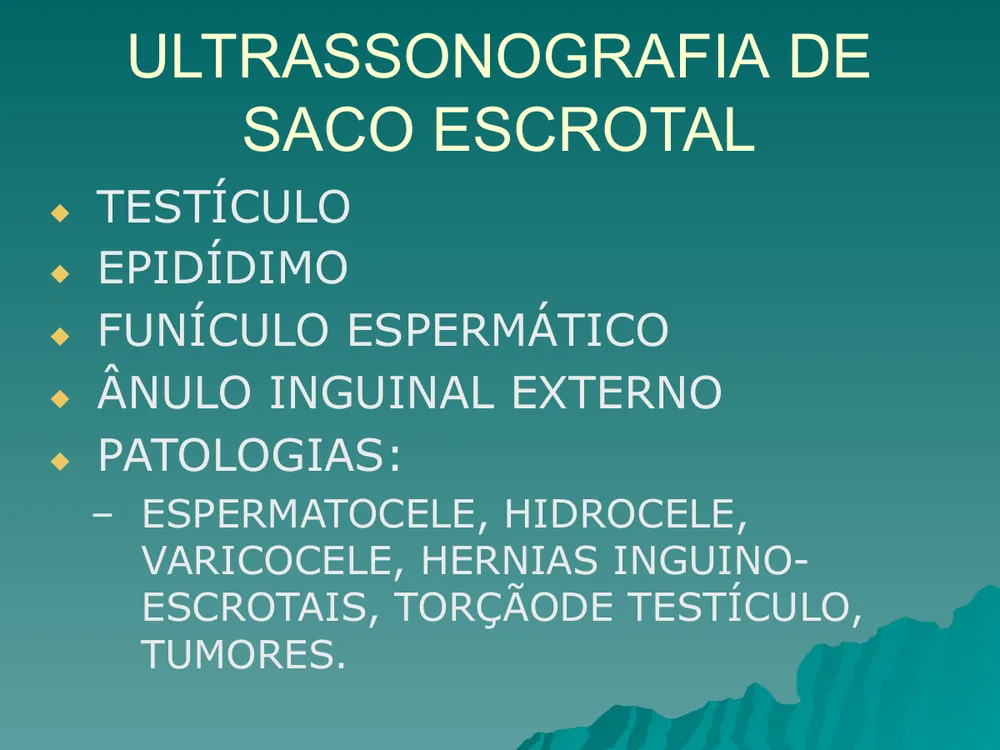 ULTRASSONOGRAFIA DE
SACO ESCROTAL
◆ TESTÍCULO
◆ EPIDÍDIMO
◆ FUNÍCULO ESPERMÁTICO
◆ ÂNULO INGUINAL EXTERNO
◆ PATOLOGIAS:
– ESPERMATOCELE, HIDROCELE,
VARICOCELE, HERNIAS INGUINO-
ESCROTAIS, TORÇÃODE TESTÍCULO,
TUMORES.